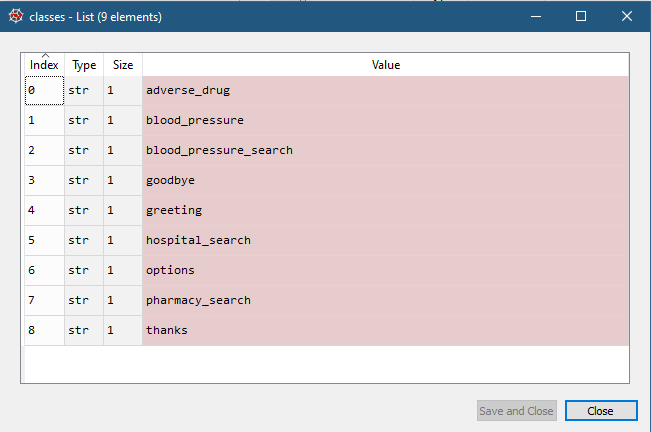 classes - List (9 elements)
Index Type Size Value
0 str 1 adverse_drug
1 str 1 blood_pressure
2 str 1 blood_pressure_search
3 str 1 goodbye
4 str 1 greeting
5 str 1 hospital_search
6 str 1 options
7 str 1 pharmacy_search
8 str 1 thanks
Save and Close Close